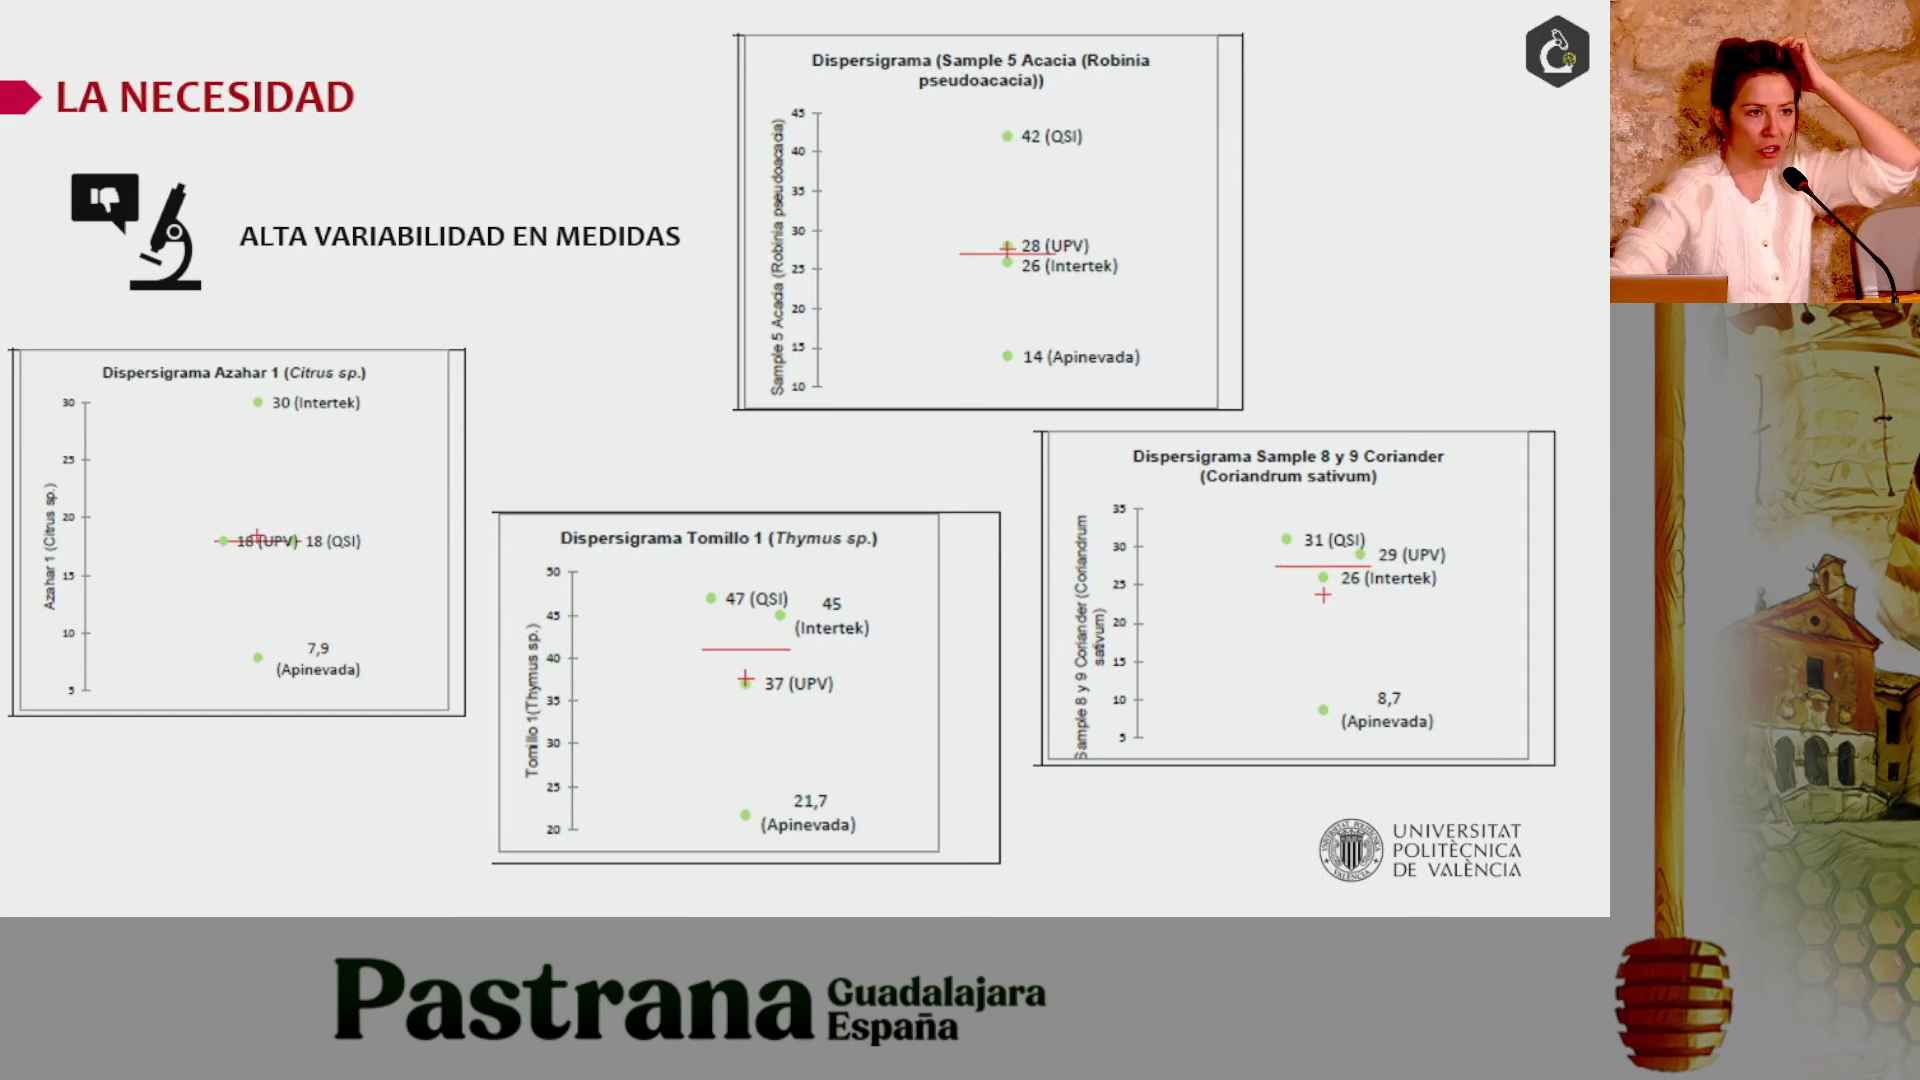 LA NECESIDAD
ALTA VARIABILIDAD EN MEDIDAS
Dispersigrama (Sample 5 Acacia (Robinia
pseudoacacia))
Sample 5 Acacia (Robinia pseudoacacia)
45
40
35
30
25
20
15
10
42 (QSI)
28 (UPV)
26 (Intertek)
14 (Apinevada)
Dispersigrama Azahar 1 (Citrus sp.)
Azahar 1 (Citrus sp.)
30
25
20
15
10
5
30 (Intertek)
18 (UPV) 18 (QSI)
7,9
(Apinevada)
Dispersigrama Tomillo 1 (Thymus sp.)
Tomillo 1(Thymus sp.)
50
45
40
35
30
25
20
47 (QSI)
45
(Intertek)
37 (UPV)
21,7
(Apinevada)
Dispersigrama Sample 8 y 9 Coriander
(Coriandrum sativum)
Sample 8 y 9 Coriander (Coriandrum
sativum)
35
30
25
20
15
10
5
31 (QSI)
29 (UPV)
26 (Intertek)
8,7
(Apinevada)
UNIVERSITAT
POLITÈCNICA
DE VALÈNCIA
Pastrana
Guadalajara
España